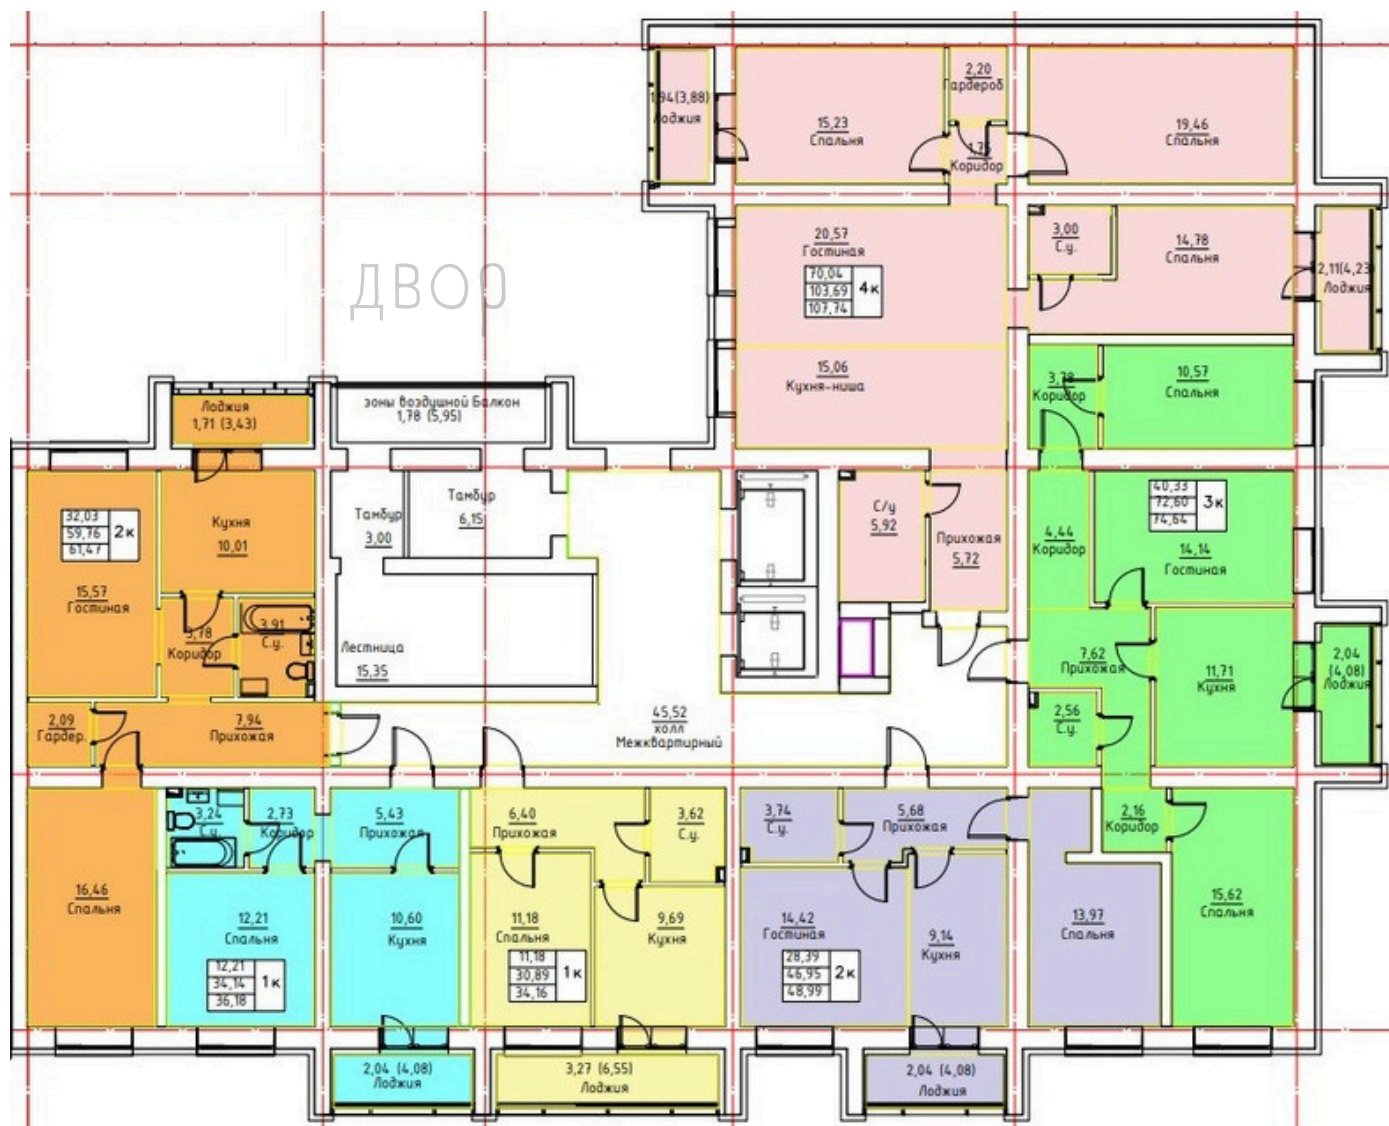 2,20
Гардероб
1,94(3,88)
Лоджия
15,23
Спальня
1,75
Коридор
19,46
Спальня
20,57
Гостиная
70,04
103,69
107,74
4к
3,00
С.у.
14,78
Спальня
2,11(4,23)
Лоджия
ДВОР
15,06
Кухня-ниша
3,78
Коридор
10,57
Спальня
Лоджия
1,71 (3,43)
зоны воздушной Балкон
1,78 (5,95)
32,03
59,76
61,47
2к
Кухня
10,01
Тамбур
3,00
Тамбур
6,15
С/у
5,92
Прихожая
5,72
4,44
Коридор
40,33
72,60
74,64
3к
14,14
Гостиная
15,57
Гостиная
3,78
Коридор
3,91
С.у.
Лестница
15,35
7,62
Прихожая
11,71
Кухня
2,04
(4,08)
Лоджия
2,09
Гардер.
7,94
Прихожая
45,52
холл
Межквартирный
2,56
С.у.
3,24
С.у.
2,73
Коридор
5,43
Прихожая
6,40
Прихожая
3,62
С.у.
3,74
С.у.
5,68
Прихожая
2,16
Коридор
16,46
Спальня
12,21
Спальня
12,21
34,14
36,18
1к
10,60
Кухня
11,18
Спальня
11,18
30,89
34,16
1к
9,69
Кухня
14,42
Гостиная
28,39
46,95
48,99
2к
9,14
Кухня
13,97
Спальня
15,62
Спальня
2,04 (4,08)
Лоджия
3,27 (6,55)
Лоджия
2,04 (4,08)
Лоджия